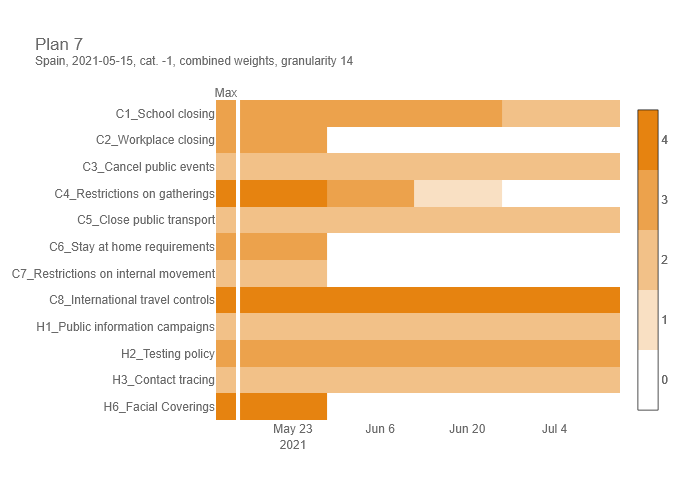 Plan 7
Spain, 2021-05-15, cat. -1, combined weights, granularity 14
Max
C1_School closing
C2_Workplace closing
C3_Cancel public events
C4_Restrictions on gatherings
C5_Close public transport
C6_Stay at home requirements
C7_Restrictions on internal movement
C8_International travel controls
H1_Public information campaigns
H2_Testing policy
H3_Contact tracing
H6_Facial Coverings
May 23
2021
Jun 6
Jun 20
Jul 4
4
3
2
1
0